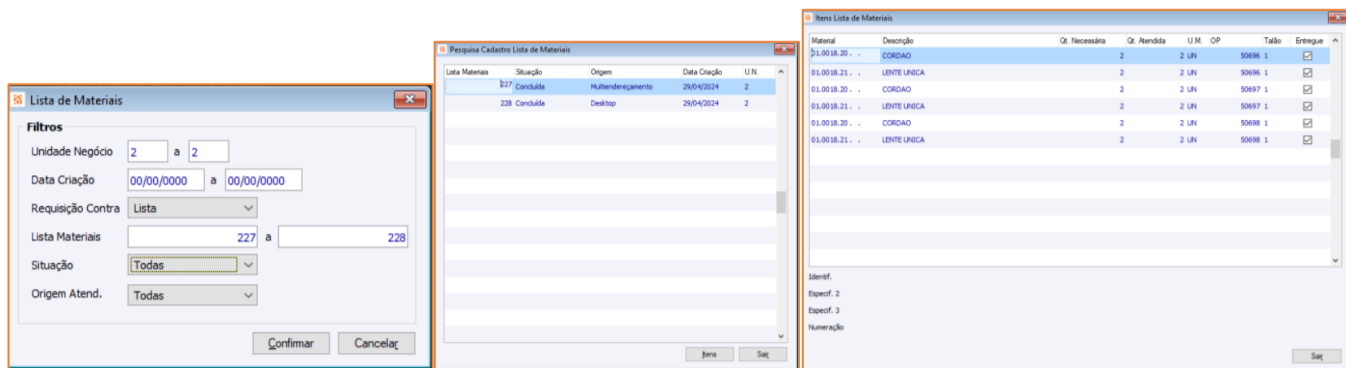 Lista de Materiais
Filtros
Unidade Negócio 2 a 2
Data Criação 00/00/0000 a 00/00/0000
Requisição Contra Lista
Lista Materiais 227 a 228
Situação Todas
Origem Atend. Todas
Confirmar Cancelar
Pesquisa Cadastro Lista de Materiais
Lista Materiais Situação Origem Data Criação U.N.
227 Concluída Multiendereçamento 29/04/2024 2
228 Concluída Desktop 29/04/2024 2
Itens Sair
Itens Lista de Materiais
Material Descrição Qt. Necessária Qt. Atendida U.M. OP Talão Entregue
01.0018.20 . . CORDAO 2 2 UN 50696 1
01.0018.21 . . LENTE UNICA 2 2 UN 50696 1
01.0018.20 . . CORDAO 2 2 UN 50697 1
01.0018.21 . . LENTE UNICA 2 2 UN 50697 1
01.0018.20 . . CORDAO 2 2 UN 50698 1
01.0018.21 . . LENTE UNICA 2 2 UN 50698 1
Identif.
Especif. 2
Especif. 3
Numeração
Sair